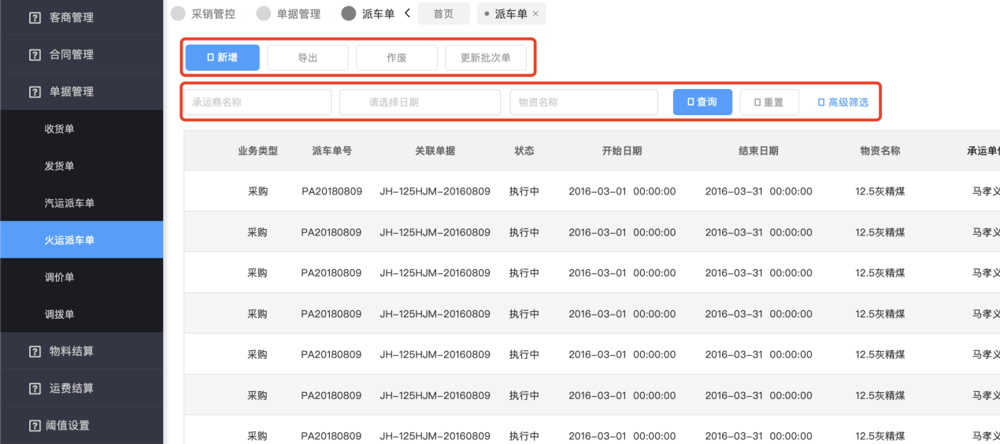 客商管理
合同管理
单据管理
收货单
发货单
汽运派车单
火运派车单
调价单
调拨单
物料结算
运费结算
阈值设置
采销管控 / 单据管理 / 派车单 首页 派车单 ×
新增 导出 作废 更新批次单
承运商名称 请选择日期 物资名称 查询 重置 高级筛选
业务类型 派车单号 关联单据 状态 开始日期 结束日期 物资名称 承运单
采购 PA20180809 JH-125HJM-20160809 执行中 2016-03-01 00:00:00 2016-03-31 00:00:00 12.5灰精煤 马孝义
采购 PA20180809 JH-125HJM-20160809 执行中 2016-03-01 00:00:00 2016-03-31 00:00:00 12.5灰精煤 马孝义
采购 PA20180809 JH-125HJM-20160809 执行中 2016-03-01 00:00:00 2016-03-31 00:00:00 12.5灰精煤 马孝义
采购 PA20180809 JH-125HJM-20160809 执行中 2016-03-01 00:00:00 2016-03-31 00:00:00 12.5灰精煤 马孝义
采购 PA20180809 JH-125HJM-20160809 执行中 2016-03-01 00:00:00 2016-03-31 00:00:00 12.5灰精煤 马孝义
采购 PA20180809 JH-125HJM-20160809 执行中 2016-03-01 00:00:00 2016-03-31 00:00:00 12.5灰精煤 马孝义
采购 PA20180809 JH-125HJM-20160809 执行中 2016-03-01 00:00:00 2016-03-31 00:00:00 12.5灰精煤 马孝义